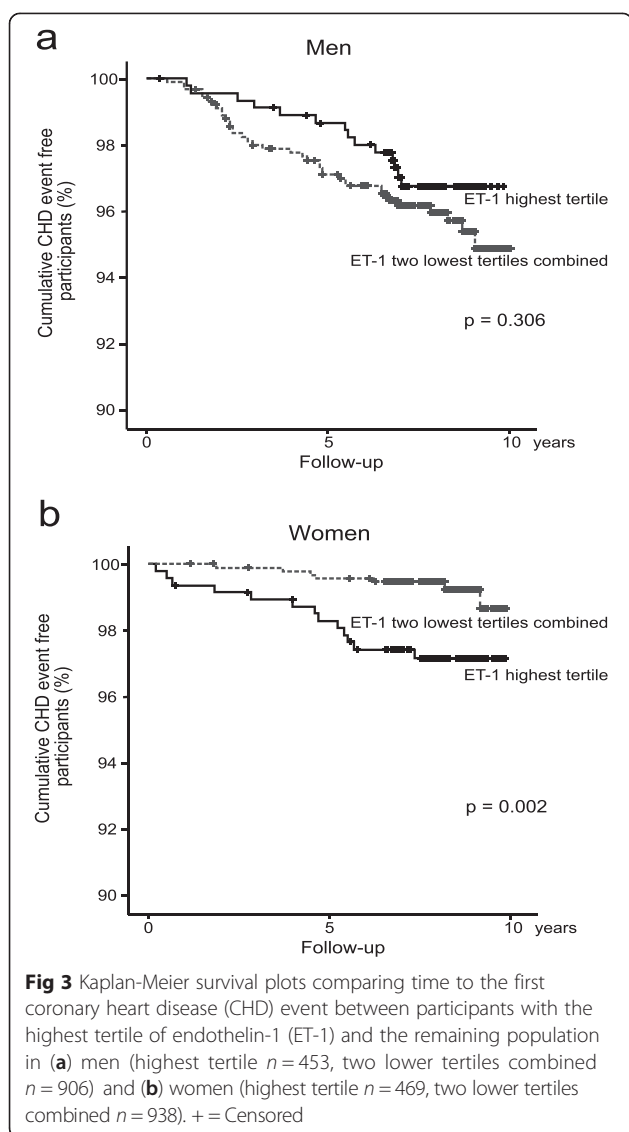 a
Men
100
98
96
94
92
90
Cumulative CHD event free
participants (%)
ET-1 highest tertile
ET-1 two lowest tertiles combined
p = 0.306
0 5 10 years
Follow-up
b
Women
100
98
96
94
92
90
Cumulative CHD event free
participants (%)
ET-1 two lowest tertiles combined
ET-1 highest tertile
p = 0.002
0 5 10 years
Follow-up
Fig 3 Kaplan-Meier survival plots comparing time to the first
coronary heart disease (CHD) event between participants with the
highest tertile of endothelin-1 (ET-1) and the remaining population
in (a) men (highest tertile n = 453, two lower tertiles combined
n = 906) and (b) women (highest tertile n = 469, two lower tertiles
combined n = 938). + = Censored